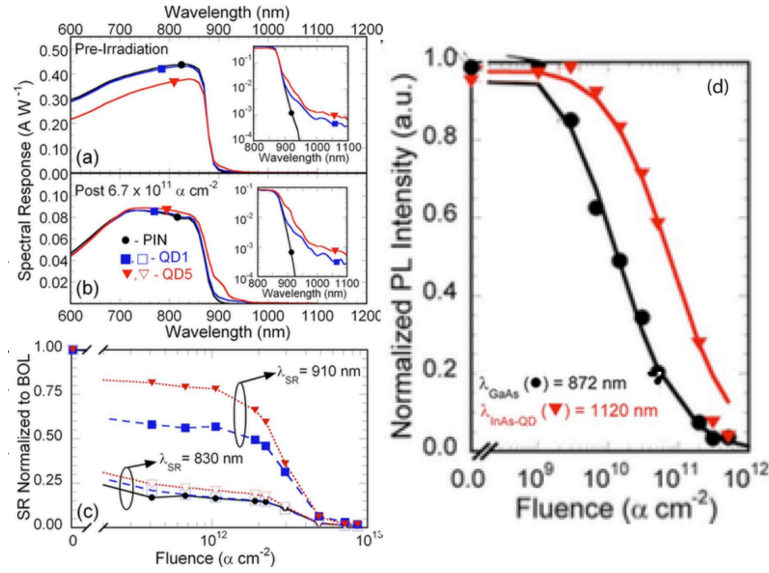 Wavelength (nm)
600 700 800 900 1000 1100 1200
0.50
0.40
0.30
0.20
0.10
0.00
Pre-Irradiation
(a)
10⁻¹
10⁻²
10⁻³
10⁻⁴
800 900 1000 1100
Wavelength (nm)
Spectral Response (A W⁻¹)
0.10
0.08
0.06
0.04
0.02
Post 6.7 x 10¹¹ α cm⁻²
- PIN
, - QD1
, - QD5
(b)
10⁻¹
10⁻²
10⁻³
10⁻⁴
800 900 1000 1100
Wavelength (nm)
600 700 800 900 1000 1100 1200
Wavelength (nm)
SR Normalized to BOL
1.00
0.75
0.50
0.25
0.00
λSR = 910 nm
λSR = 830 nm
(c)
0 10¹² 10¹³
Fluence (α cm⁻²)
Normalized PL Intensity (a.u.)
1.0
0.8
0.6
0.4
0.2
0.0
(d)
λGaAs ( ) = 872 nm
λInAs-QD ( ) = 1120 nm
0.0 10⁹ 10¹⁰ 10¹¹ 10¹²
Fluence (α cm⁻²)